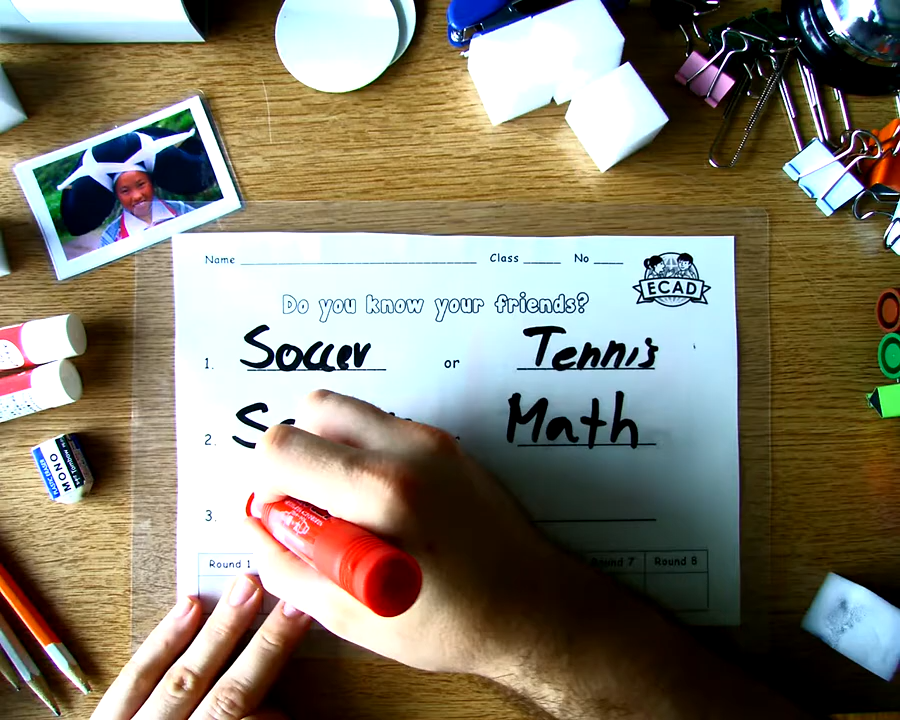 Name Class No
ECAD
Do you know your friends?
1. Soccer or Tennis
2. Math
3.
Round 1 Round 7 Round 8
MONO